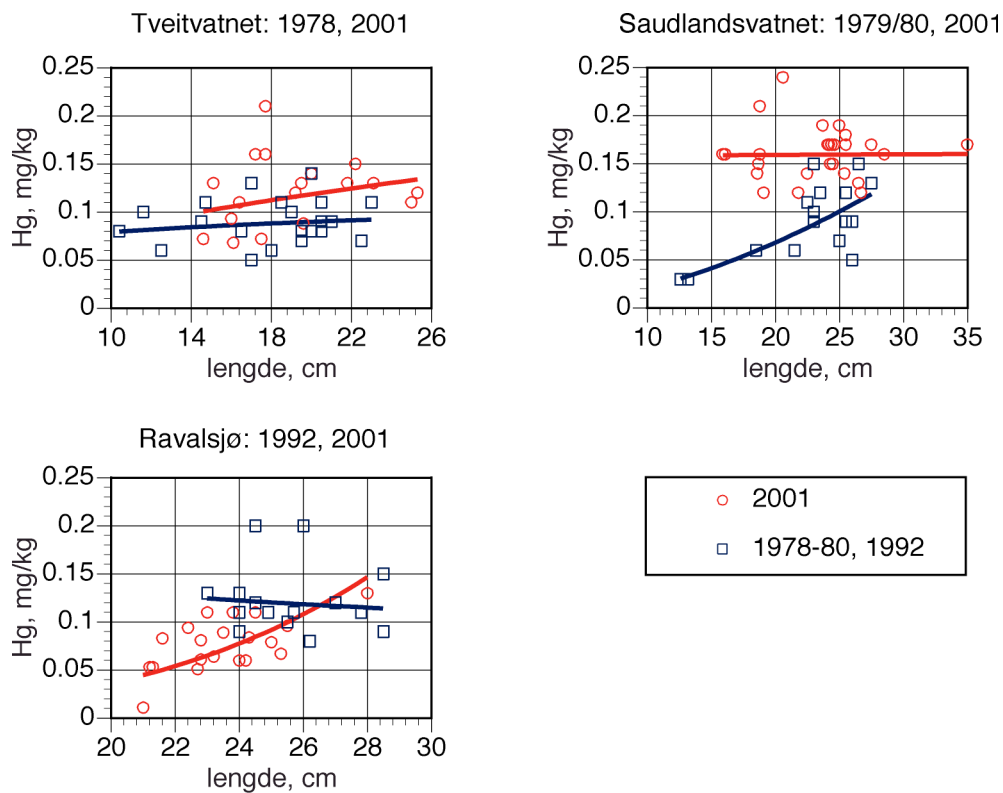 Tveitvatnet: 1978, 2001
0.25
0.2
0.15
0.1
0.05
0
Hg, mg/kg
10 14 18 22 26
lengde, cm
Saudlandsvatnet: 1979/80, 2001
0.25
0.2
0.15
0.1
0.05
0
Hg, mg/kg
10 15 20 25 30 35
lengde, cm
Ravalsjø: 1992, 2001
0.25
0.2
0.15
0.1
0.05
0
Hg, mg/kg
20 22 24 26 28 30
lengde, cm
2001
1978-80, 1992